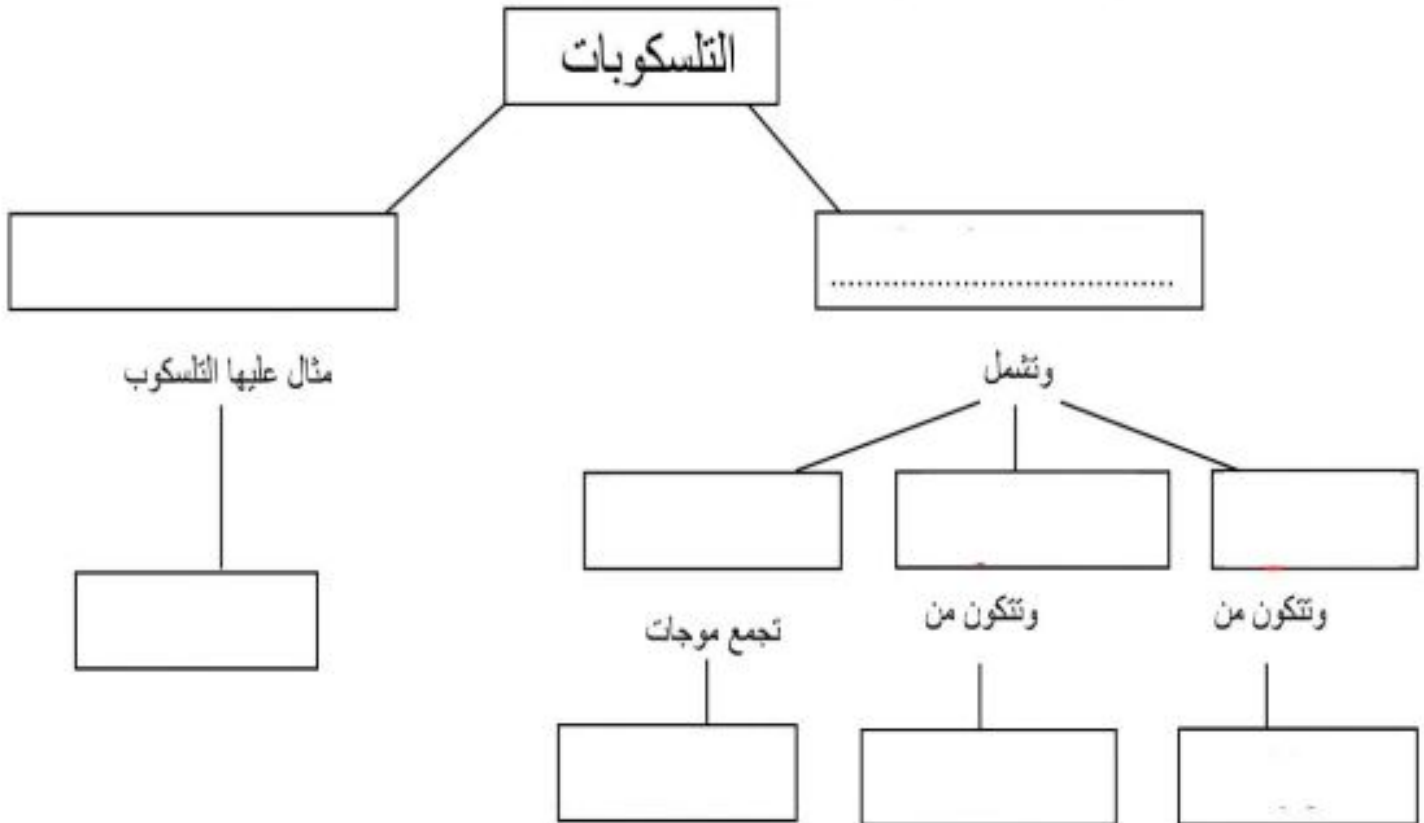 التلسكوبات
......................................
وتشمل
مثال عليها التلسكوب
وتتكون من
وتتكون من
تجمع موجات